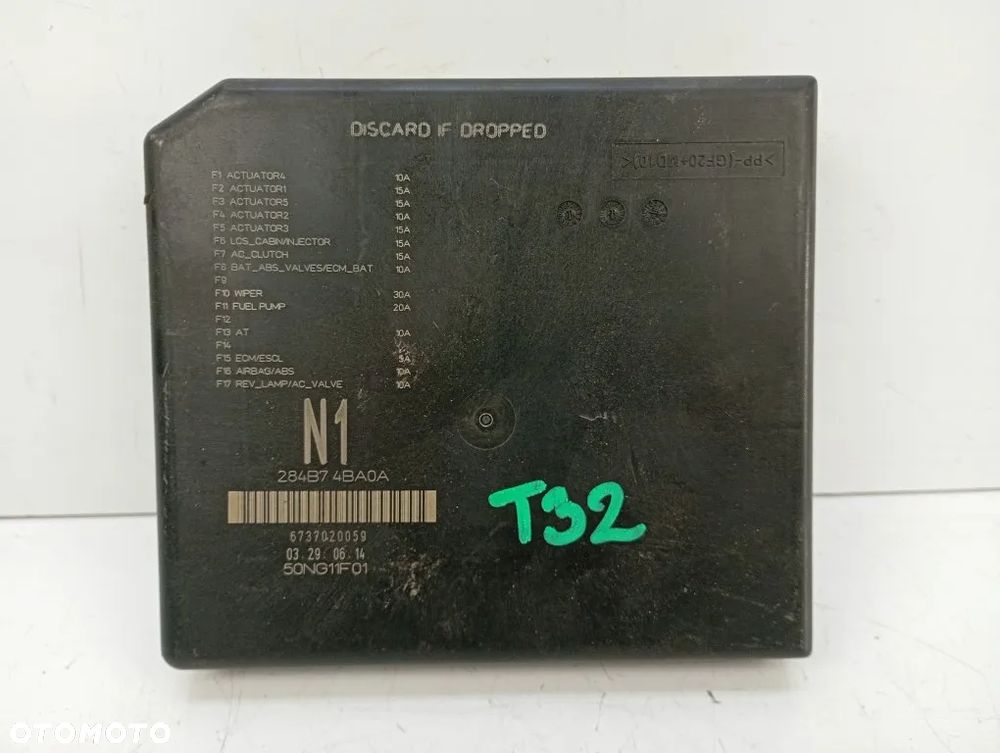 DISCARD IF DROPPED
>PP-(GF20+MD10)<
F1 ACTUATOR4 10A
F2 ACTUATOR1 15A
F3 ACTUATOR5 15A
F4 ACTUATOR2 10A
F5 ACTUATOR3 15A
F6 LCS_CABIN/INJECTOR 15A
F7 AC_CLUTCH 15A
F8 BAT_ABS_VALVES/ECM_BAT 10A
F9
F10 WIPER 30A
F11 FUEL PUMP 20A
F12
F13 AT 10A
F14
F15 ECM/ESCL 5A
F16 AIRBAG/ABS 10A
F17 REV_LAMP/AC_VALVE 10A
N1
284B7 4BA0A
T32
6737020059
03 29 06 14
50NG11F01
OTOMOTO